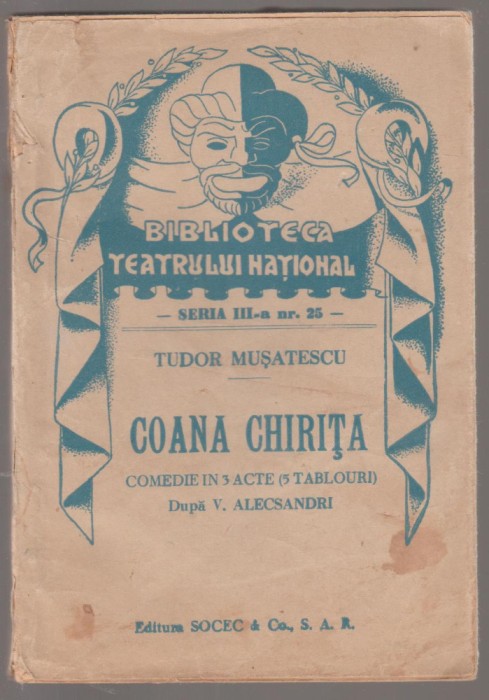 BIBLIOTECA
TEATRULUI NAȚIONAL
— SERIA III-a nr. 25 —
TUDOR MUȘATESCU
COANA CHIRIȚA
COMEDIE IN 3 ACTE (5 TABLOURI)
După V. ALECSANDRI
Editura SOCEC & Co., S. A. R.